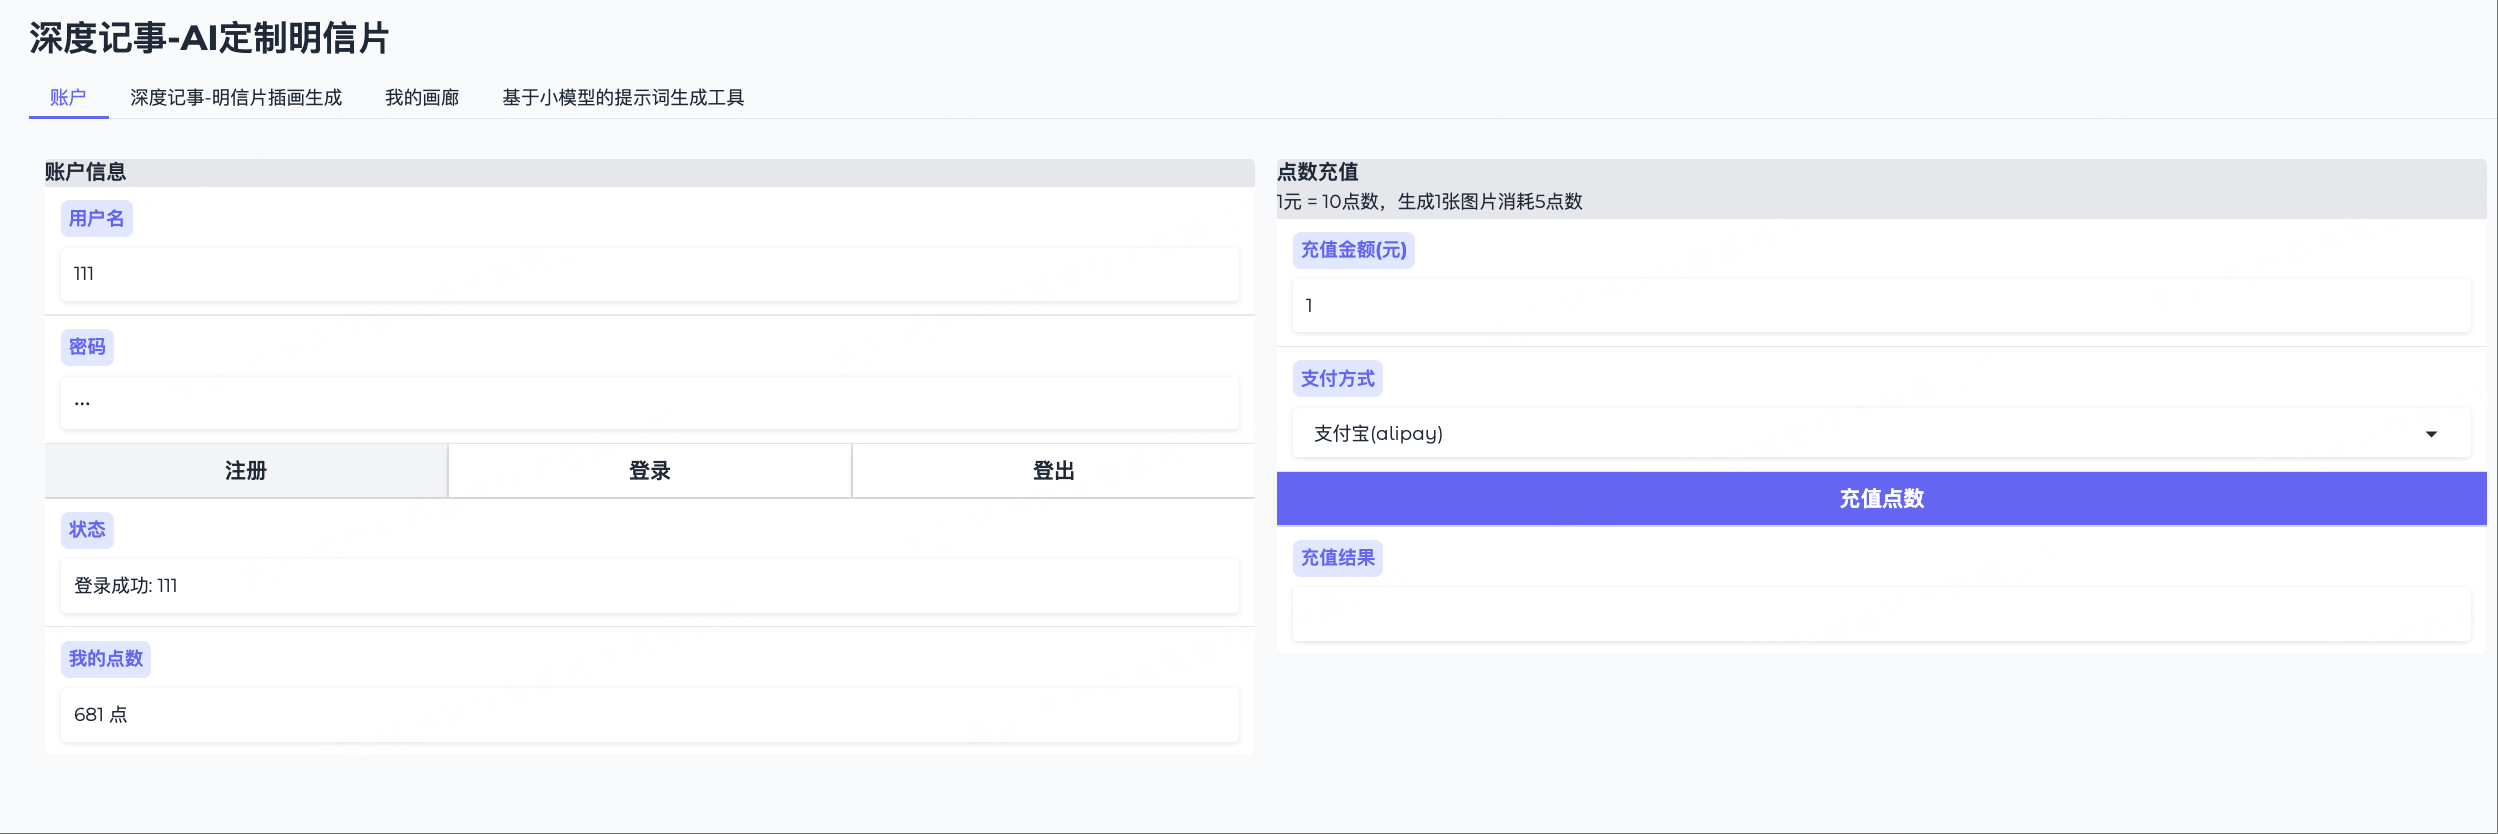 深度记事-AI定制明信片
账户 深度记事-明信片插画生成 我的画廊 基于小模型的提示词生成工具
账户信息
用户名
111
密码
...
注册 登录 登出
状态
登录成功: 111
我的点数
681 点
点数充值
1元 = 10点数，生成1张图片消耗5点数
充值金额(元)
1
支付方式
支付宝(alipay)
充值点数
充值结果